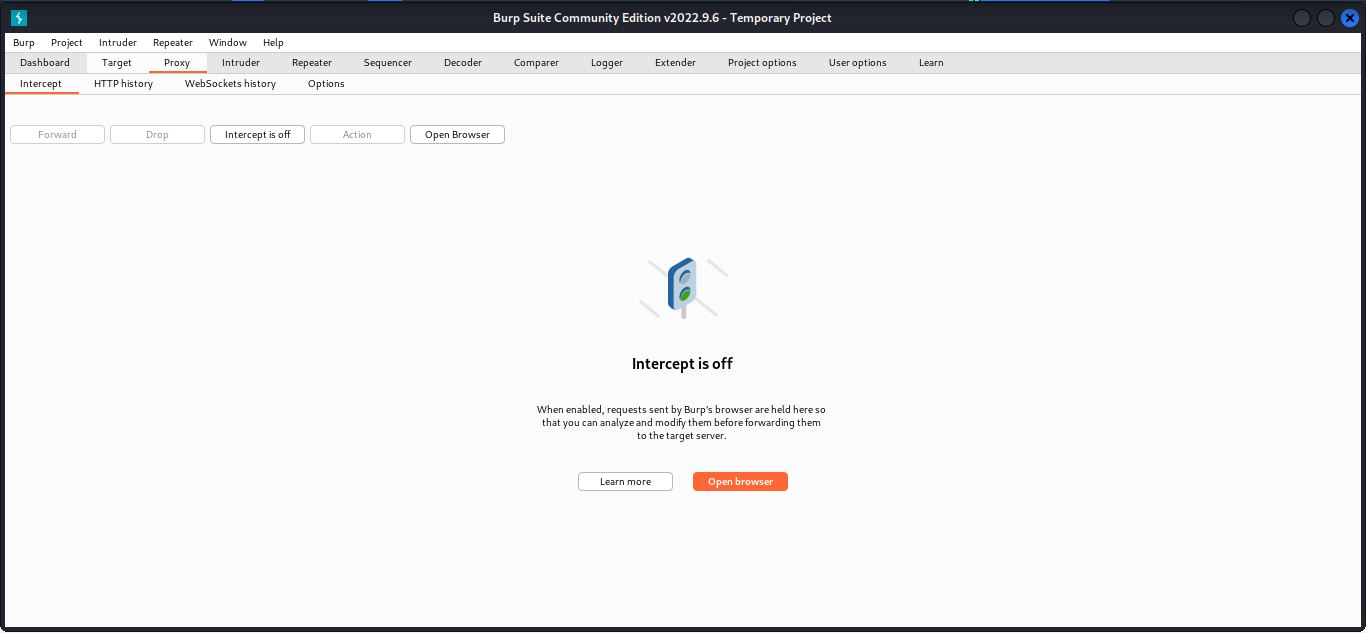 Burp Suite Community Edition v2022.9.6 - Temporary Project
Burp Project Intruder Repeater Window Help
Dashboard Target Proxy Intruder Repeater Sequencer Decoder Comparer Logger Extender Project options User options Learn
Intercept HTTP history WebSockets history Options
Forward Drop Intercept is off Action Open Browser
Intercept is off
When enabled, requests sent by Burp's browser are held here so
that you can analyze and modify them before forwarding them
to the target server.
Learn more Open browser